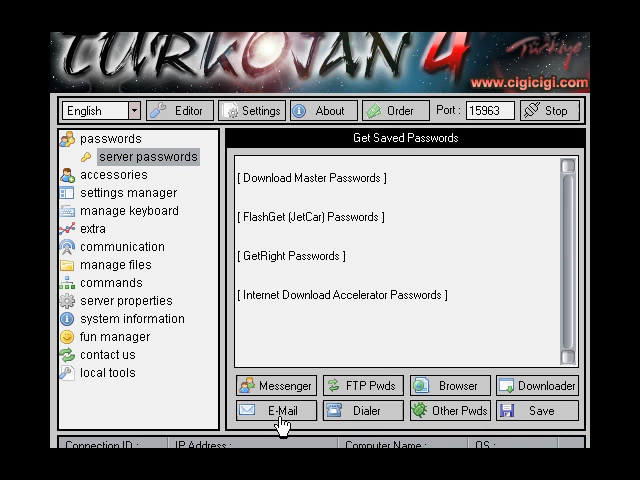 TURKOJAN 4
Türkiye
www.cigicigi.com
English Editor Settings About Order Port : 15963 Stop
passwords
server passwords
accessories
settings manager
manage keyboard
extra
communication
manage files
commands
server properties
system information
fun manager
contact us
local tools
Get Saved Passwords
[ Download Master Passwords ]
[ FlashGet (JetCar) Passwords ]
[ GetRight Passwords ]
[ Internet Download Accelerator Passwords ]
Messenger FTP Pwds Browser Downloader
E-Mail Dialer Other Pwds Save
Connection ID : IP Address : Computer Name : OS :